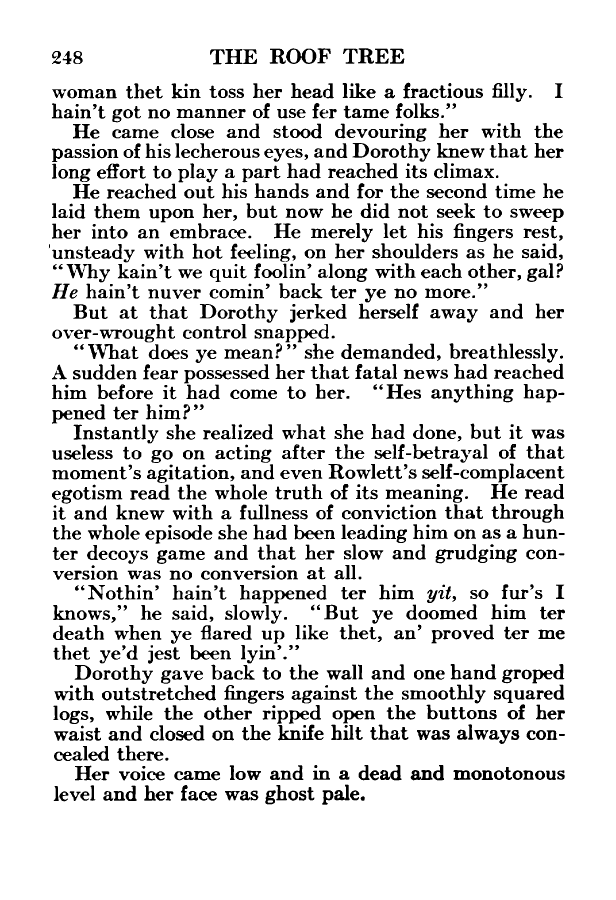 248 THE ROOF TREE
woman thet kin toss her head like a fractious filly. I
hain't got no manner of use fer tame folks."
He came close and stood devouring her with the
passion of his lecherous eyes, and Dorothy knew that her
long effort to play a part had reached its climax.
He reached out his hands and for the second time he
laid them upon her, but now he did not seek to sweep
her into an embrace. He merely let his fingers rest,
unsteady with hot feeling, on her shoulders as he said,
"Why kain't we quit foolin' along with each other, gal?
He hain't nuver comin' back ter ye no more."
But at that Dorothy jerked herself away and her
over-wrought control snapped.
"What does ye mean?" she demanded, breathlessly.
A sudden fear possessed her that fatal news had reached
him before it had come to her. "Hes anything hap-
pened ter him?"
Instantly she realized what she had done, but it was
useless to go on acting after the self-betrayal of that
moment's agitation, and even Rowlett's self-complacent
egotism read the whole truth of its meaning. He read
it and knew with a fullness of conviction that through
the whole episode she had been leading him on as a hun-
ter decoys game and that her slow and grudging con-
version was no conversion at all.
"Nothin' hain't happened ter him yit, so fur's I
knows," he said, slowly. "But ye doomed him ter
death when ye flared up like thet, an' proved ter me
thet ye'd jest been lyin'."
Dorothy gave back to the wall and one hand groped
with outstretched fingers against the smoothly squared
logs, while the other ripped open the buttons of her
waist and closed on the knife hilt that was always con-
cealed there.
Her voice came low and in a dead and monotonous
level and her face was ghost pale.